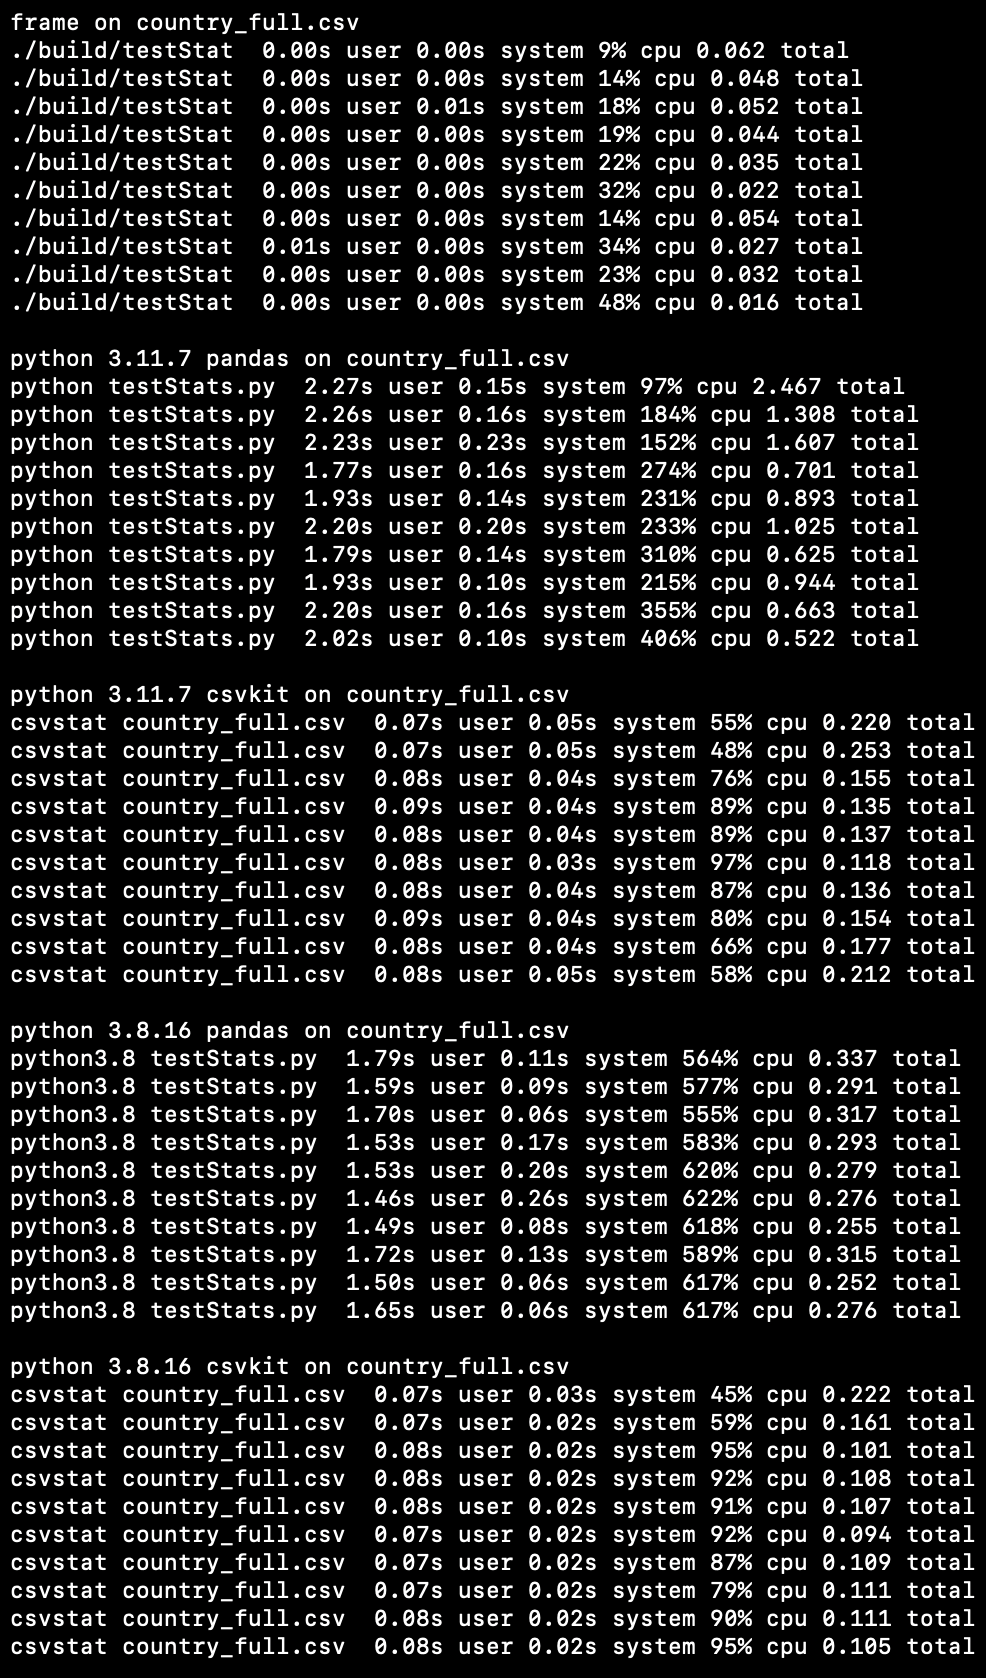 frame on country_full.csv
./build/testStat  0.00s user 0.00s system 9% cpu 0.062 total
./build/testStat  0.00s user 0.00s system 14% cpu 0.048 total
./build/testStat  0.00s user 0.01s system 18% cpu 0.052 total
./build/testStat  0.00s user 0.00s system 19% cpu 0.044 total
./build/testStat  0.00s user 0.00s system 22% cpu 0.035 total
./build/testStat  0.00s user 0.00s system 32% cpu 0.022 total
./build/testStat  0.00s user 0.00s system 14% cpu 0.054 total
./build/testStat  0.01s user 0.00s system 34% cpu 0.027 total
./build/testStat  0.00s user 0.00s system 23% cpu 0.032 total
./build/testStat  0.00s user 0.00s system 48% cpu 0.016 total

python 3.11.7 pandas on country_full.csv
python testStats.py  2.27s user 0.15s system 97% cpu 2.467 total
python testStats.py  2.26s user 0.16s system 184% cpu 1.308 total
python testStats.py  2.23s user 0.23s system 152% cpu 1.607 total
python testStats.py  1.77s user 0.16s system 274% cpu 0.701 total
python testStats.py  1.93s user 0.14s system 231% cpu 0.893 total
python testStats.py  2.20s user 0.20s system 233% cpu 1.025 total
python testStats.py  1.79s user 0.14s system 310% cpu 0.625 total
python testStats.py  1.93s user 0.10s system 215% cpu 0.944 total
python testStats.py  2.20s user 0.16s system 355% cpu 0.663 total
python testStats.py  2.02s user 0.10s system 406% cpu 0.522 total

python 3.11.7 csvkit on country_full.csv
csvstat country_full.csv  0.07s user 0.05s system 55% cpu 0.220 total
csvstat country_full.csv  0.07s user 0.05s system 48% cpu 0.253 total
csvstat country_full.csv  0.08s user 0.04s system 76% cpu 0.155 total
csvstat country_full.csv  0.09s user 0.04s system 89% cpu 0.135 total
csvstat country_full.csv  0.08s user 0.04s system 89% cpu 0.137 total
csvstat country_full.csv  0.08s user 0.03s system 97% cpu 0.118 total
csvstat country_full.csv  0.08s user 0.04s system 87% cpu 0.136 total
csvstat country_full.csv  0.09s user 0.04s system 80% cpu 0.154 total
csvstat country_full.csv  0.08s user 0.04s system 66% cpu 0.177 total
csvstat country_full.csv  0.08s user 0.05s system 58% cpu 0.212 total

python 3.8.16 pandas on country_full.csv
python3.8 testStats.py  1.79s user 0.11s system 564% cpu 0.337 total
python3.8 testStats.py  1.59s user 0.09s system 577% cpu 0.291 total
python3.8 testStats.py  1.70s user 0.06s system 555% cpu 0.317 total
python3.8 testStats.py  1.53s user 0.17s system 583% cpu 0.293 total
python3.8 testStats.py  1.53s user 0.20s system 620% cpu 0.279 total
python3.8 testStats.py  1.46s user 0.26s system 622% cpu 0.276 total
python3.8 testStats.py  1.49s user 0.08s system 618% cpu 0.255 total
python3.8 testStats.py  1.72s user 0.13s system 589% cpu 0.315 total
python3.8 testStats.py  1.50s user 0.06s system 617% cpu 0.252 total
python3.8 testStats.py  1.65s user 0.06s system 617% cpu 0.276 total

python 3.8.16 csvkit on country_full.csv
csvstat country_full.csv  0.07s user 0.03s system 45% cpu 0.222 total
csvstat country_full.csv  0.07s user 0.02s system 59% cpu 0.161 total
csvstat country_full.csv  0.08s user 0.02s system 95% cpu 0.101 total
csvstat country_full.csv  0.08s user 0.02s system 92% cpu 0.108 total
csvstat country_full.csv  0.08s user 0.02s system 91% cpu 0.107 total
csvstat country_full.csv  0.07s user 0.02s system 92% cpu 0.094 total
csvstat country_full.csv  0.07s user 0.02s system 87% cpu 0.109 total
csvstat country_full.csv  0.07s user 0.02s system 79% cpu 0.111 total
csvstat country_full.csv  0.08s user 0.02s system 90% cpu 0.111 total
csvstat country_full.csv  0.08s user 0.02s system 95% cpu 0.105 total